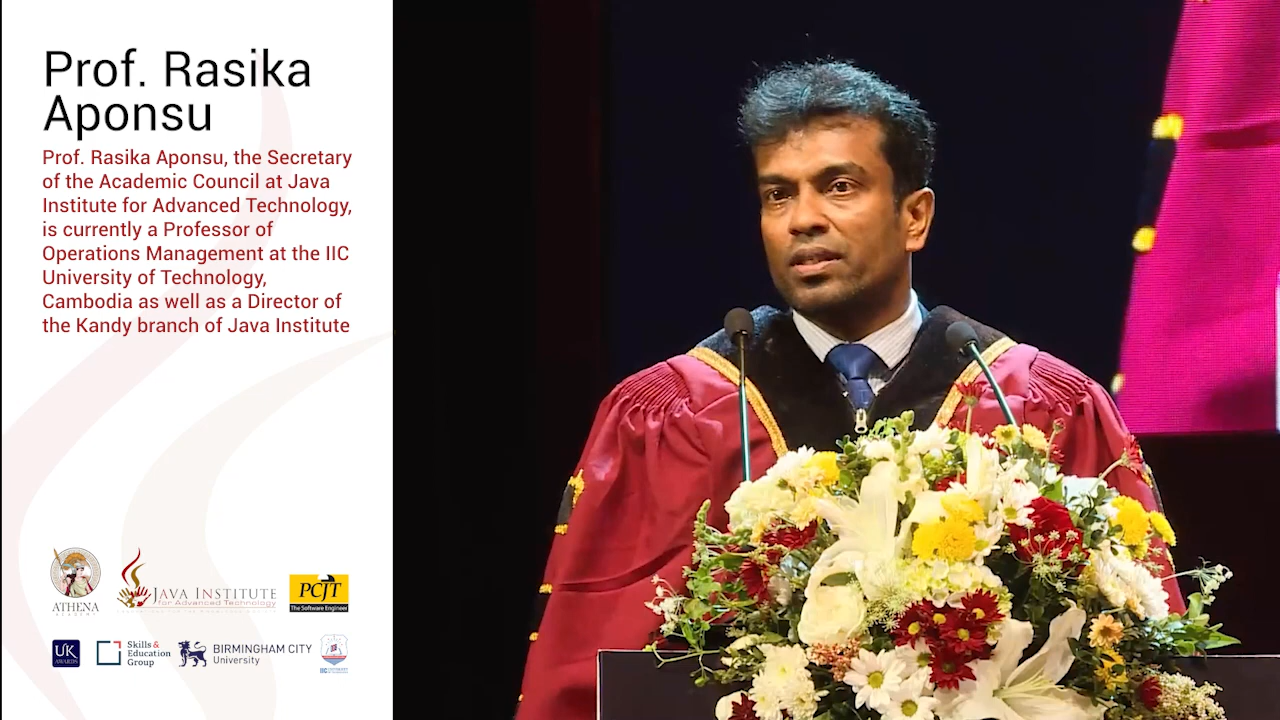 Prof. Rasika
Aponsu
Prof. Rasika Aponsu, the Secretary
of the Academic Council at Java
Institute for Advanced Technology,
is currently a Professor of
Operations Management at the IIC
University of Technology,
Cambodia as well as a Director of
the Kandy branch of Java Institute
ATHENA
ACADEMY
JAVA INSTITUTE
for Advanced Technology
PCJT
The Software Engineer
UK
AWARDS
Skills &
Education
Group
BIRMINGHAM CITY
University